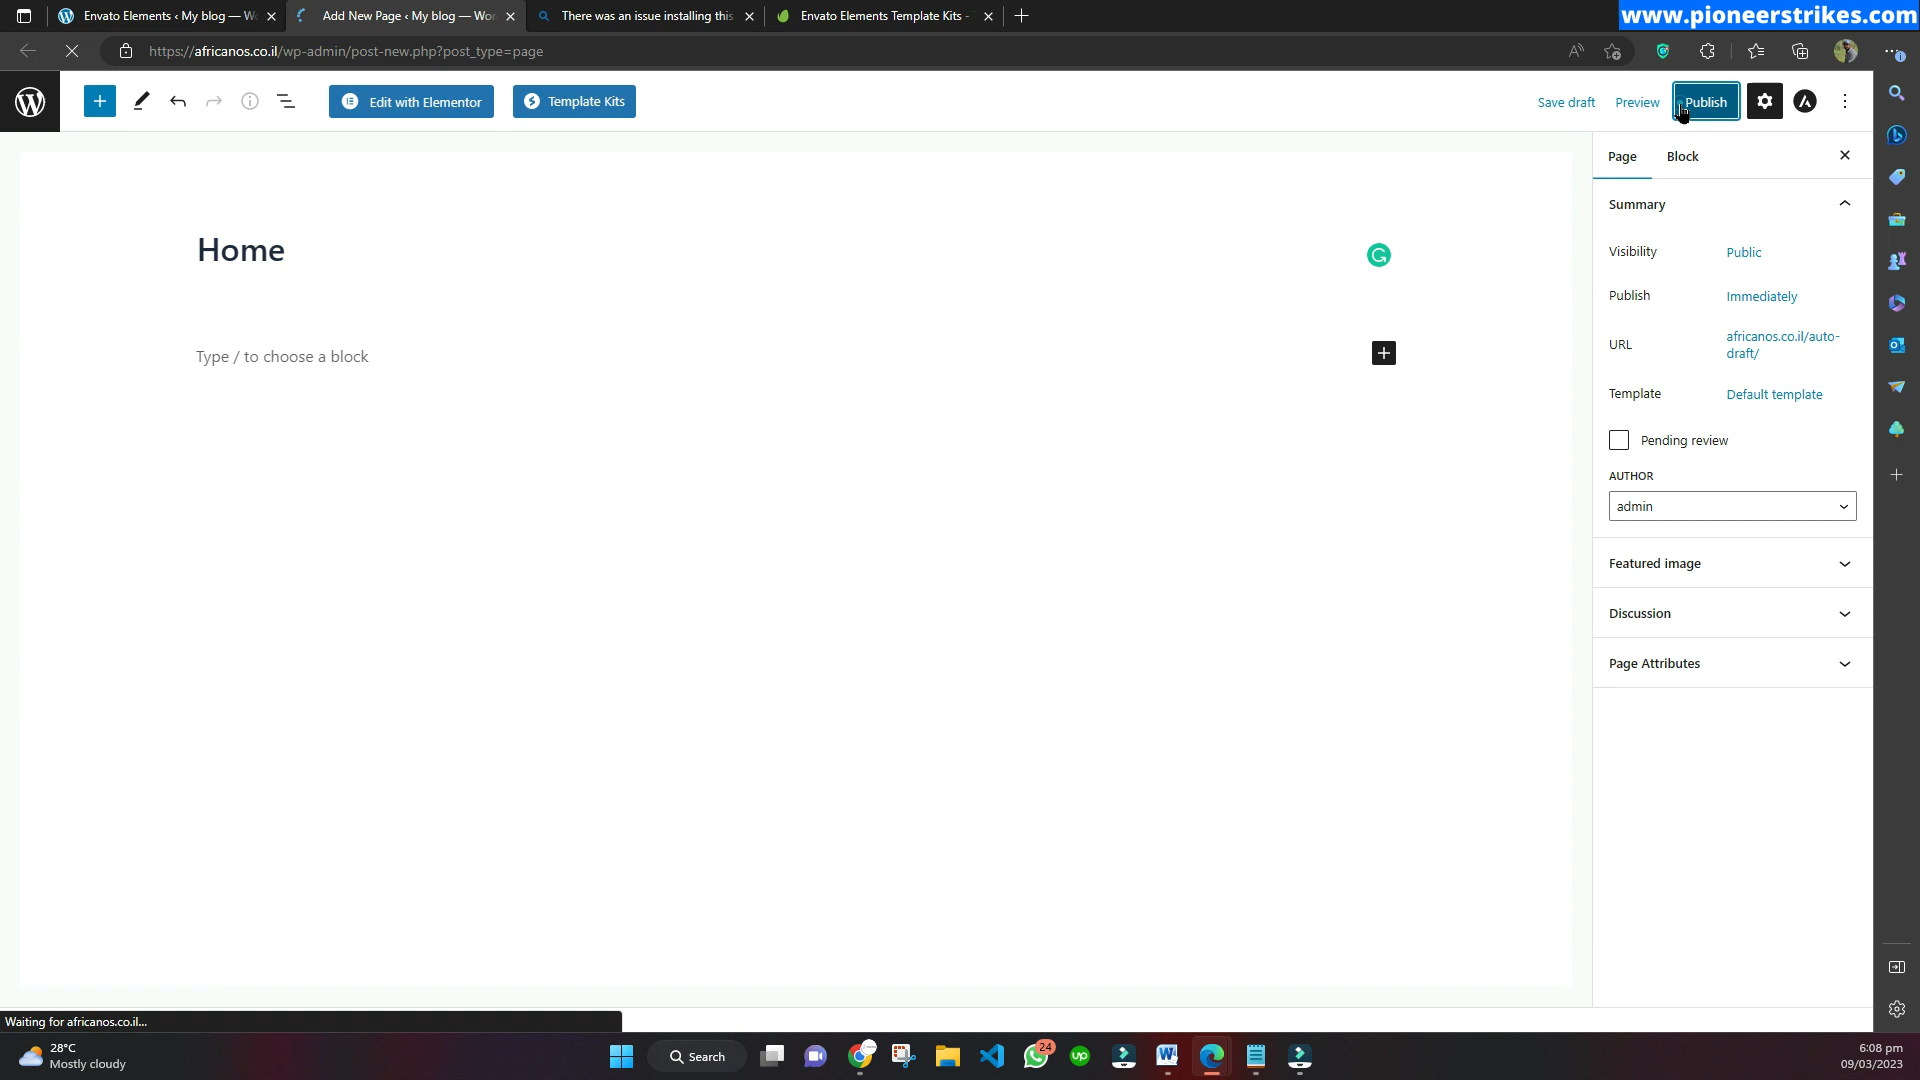 Envato Elements ‹ My blog — Wo
Add New Page ‹ My blog — Wor
There was an issue installing this
Envato Elements Template Kits -
www.pioneerstrikes.com
https://africanos.co.il/wp-admin/post-new.php?post_type=page
Edit with Elementor
Template Kits
Save draft
Preview
Publish
Page
Block
Summary
Home
Visibility
Public
Publish
Immediately
Type / to choose a block
URL
africanos.co.il/auto-
draft/
Template
Default template
Pending review
AUTHOR
admin
Featured image
Discussion
Page Attributes
Waiting for africanos.co.il...
28°C
Mostly cloudy
Search
24
up
6:08 pm
09/03/2023